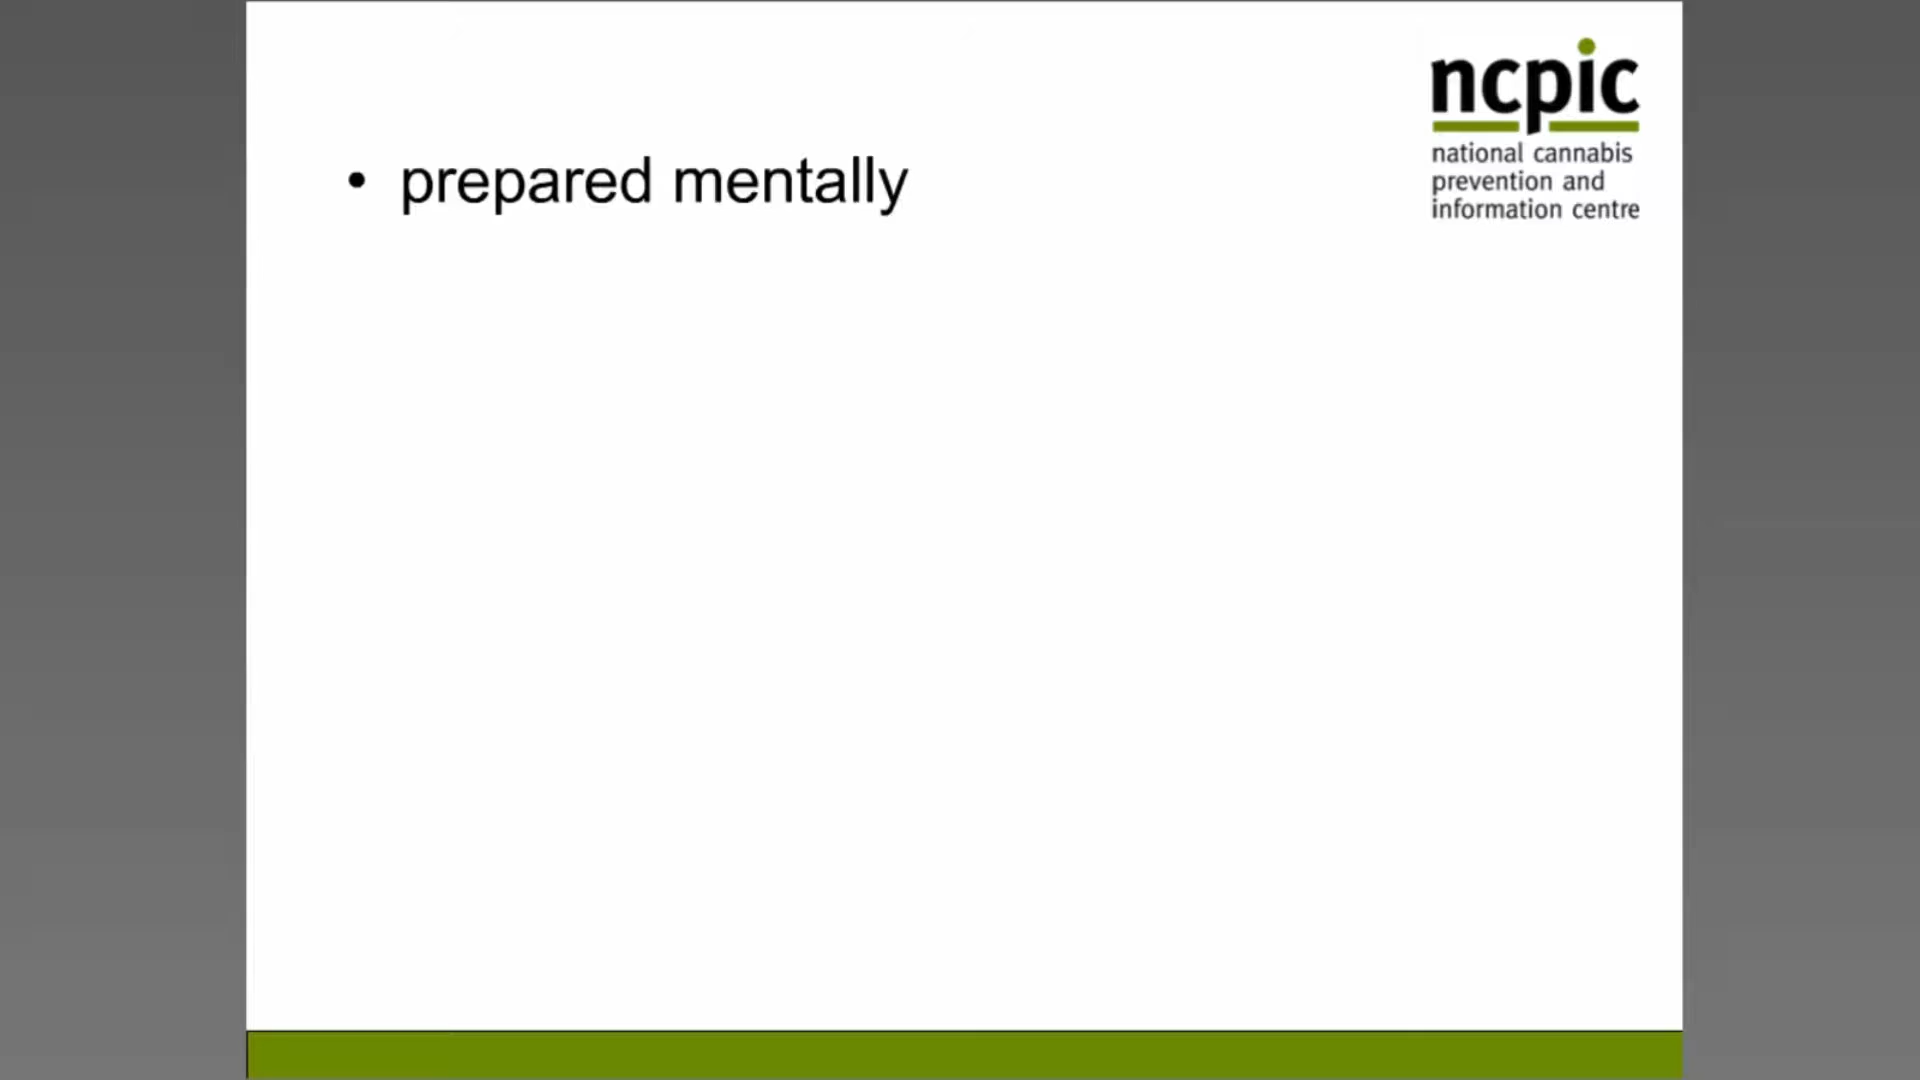 ncpic
national cannabis
prevention and
information centre
• prepared mentally